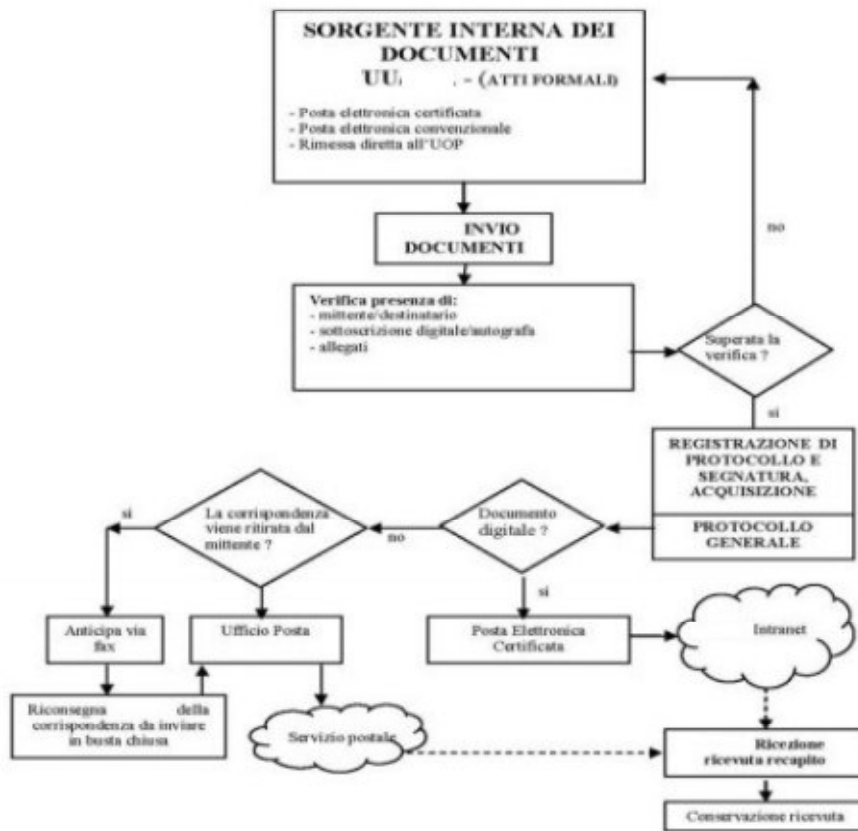 SORGENTE INTERNA DEI
DOCUMENTI
UU. . - (ATTI FORMALI)
- Posta elettronica certificata
- Posta elettronica convenzionale
- Rimessa diretta all'UOP
INVIO
DOCUMENTI
no
Verifica presenza di:
- mittente/destinatario
- sottoscrizione digitale/autografa
- allegati
Superata la
verifica ?
si
REGISTRAZIONE DI
PROTOCOLLO E
SEGNATURA,
ACQUISIZIONE
PROTOCOLLO
GENERALE
si
La corrispondenza
viene ritirata dal
mittente ?
no
Documento
digitale ?
si
Anticipa via
fax
Ufficio Posta
Posta Elettronica
Certificata
Intranet
Riconsegna della
corrispondenza da inviare
in busta chiusa
Servizio postale
Ricezione
ricevuta recapito
Conservazione ricevuta